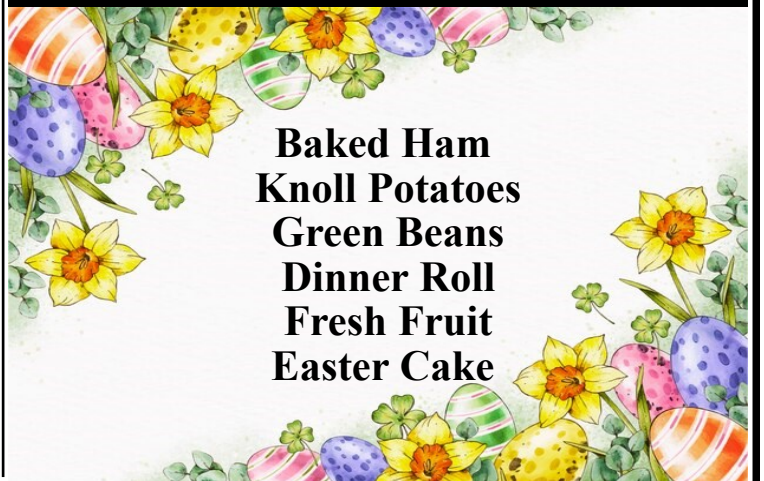 Baked Ham
Knoll Potatoes
Green Beans
Dinner Roll
Fresh Fruit
Easter Cake